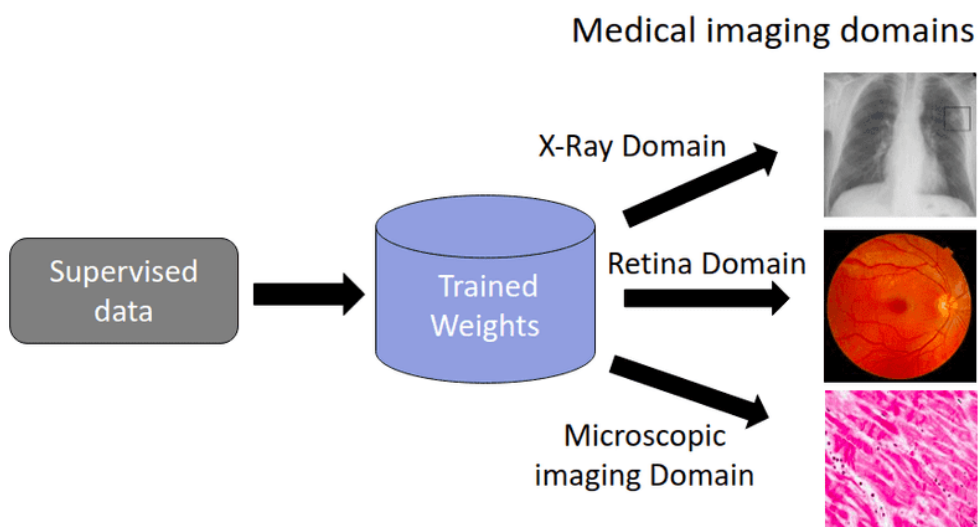 Medical imaging domains
X-Ray Domain
Supervised
data
Trained
Weights
Retina Domain
Microscopic
imaging Domain